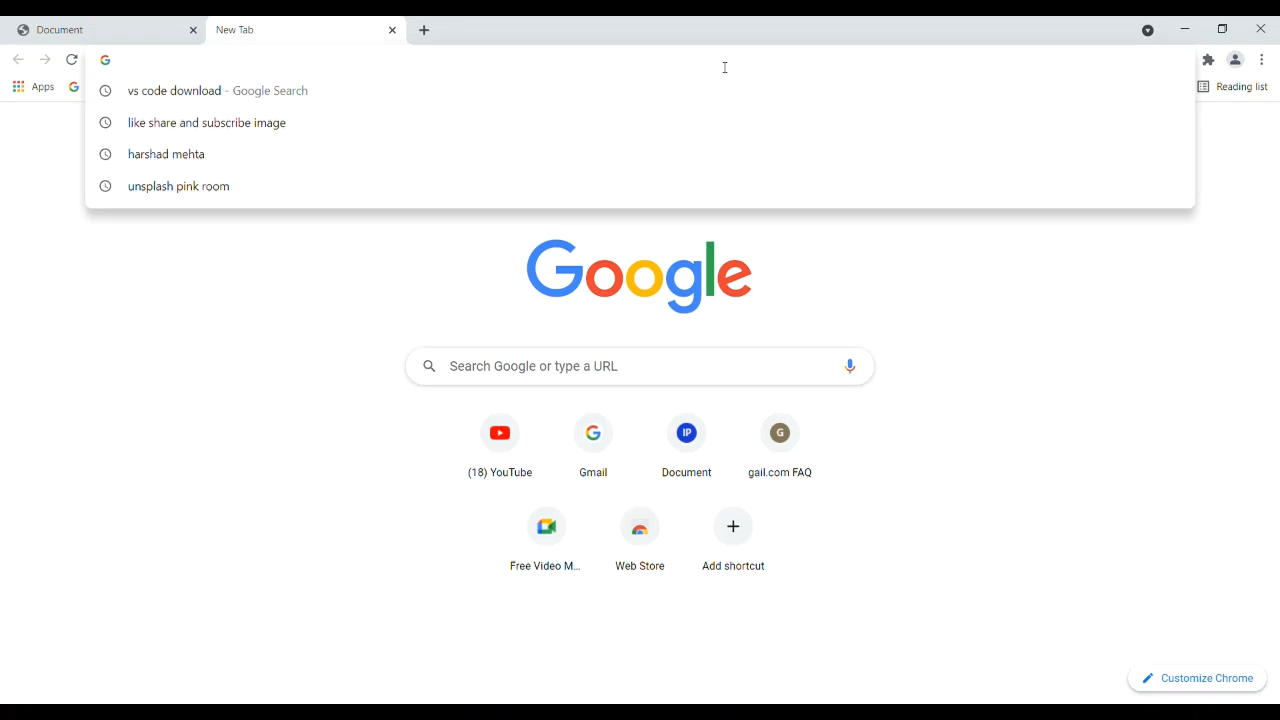 Document
New Tab
Apps
Reading list
vs code download - Google Search
like share and subscribe image
harshad mehta
unsplash pink room
Google
Search Google or type a URL
IP
G
(18) YouTube
Gmail
Document
gail.com FAQ
Free Video M...
Web Store
Add shortcut
Customize Chrome